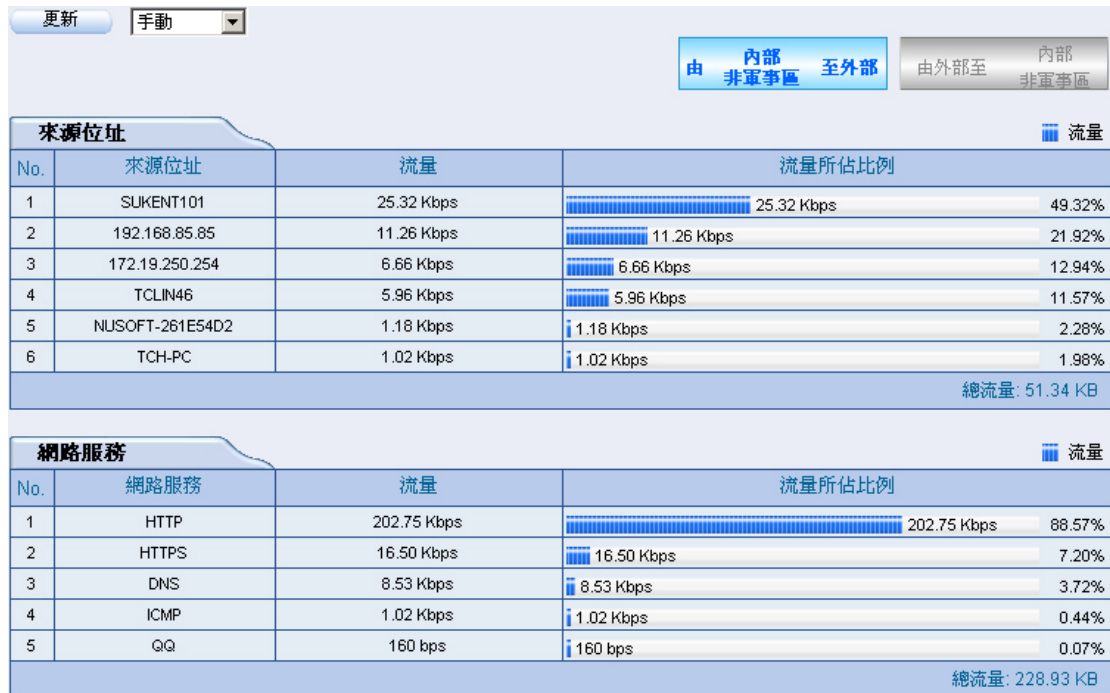 更新 手動
由 內部 非軍事區 至外部
由外部至 內部 非軍事區
來源位址 流量
No. 來源位址 流量 流量所佔比例
1 SUKENT101 25.32 Kbps 25.32 Kbps 49.32%
2 192.168.85.85 11.26 Kbps 11.26 Kbps 21.92%
3 172.19.250.254 6.66 Kbps 6.66 Kbps 12.94%
4 TCLIN46 5.96 Kbps 5.96 Kbps 11.57%
5 NUSOFT-261E54D2 1.18 Kbps 1.18 Kbps 2.28%
6 TCH-PC 1.02 Kbps 1.02 Kbps 1.98%
總流量: 51.34 KB
網路服務 流量
No. 網路服務 流量 流量所佔比例
1 HTTP 202.75 Kbps 202.75 Kbps 88.57%
2 HTTPS 16.50 Kbps 16.50 Kbps 7.20%
3 DNS 8.53 Kbps 8.53 Kbps 3.72%
4 ICMP 1.02 Kbps 1.02 Kbps 0.44%
5 QQ 160 bps 160 bps 0.07%
總流量: 228.93 KB